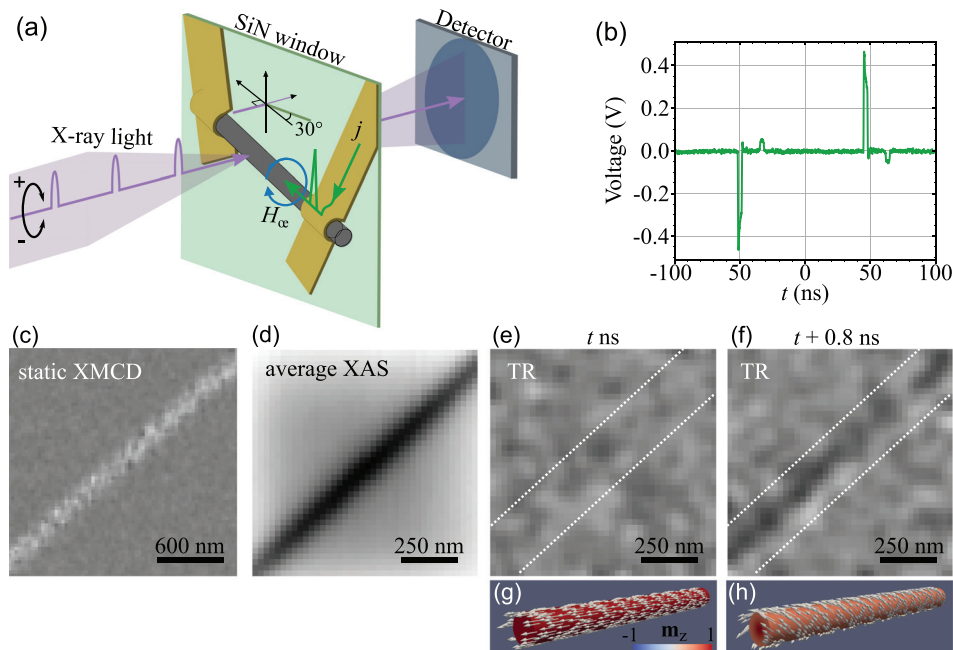 (a)
SiN window
Detector
X-ray light
30°
j
+
-
H_œ
(b)
Voltage (V)
0.4
0.2
0.0
-0.2
-0.4
-100 50 0 50 100
t (ns)
(c)
static XMCD
600 nm
(d)
average XAS
250 nm
(e)
t ns
TR
250 nm
(f)
t + 0.8 ns
TR
250 nm
(g)
-1 m_z 1
(h)